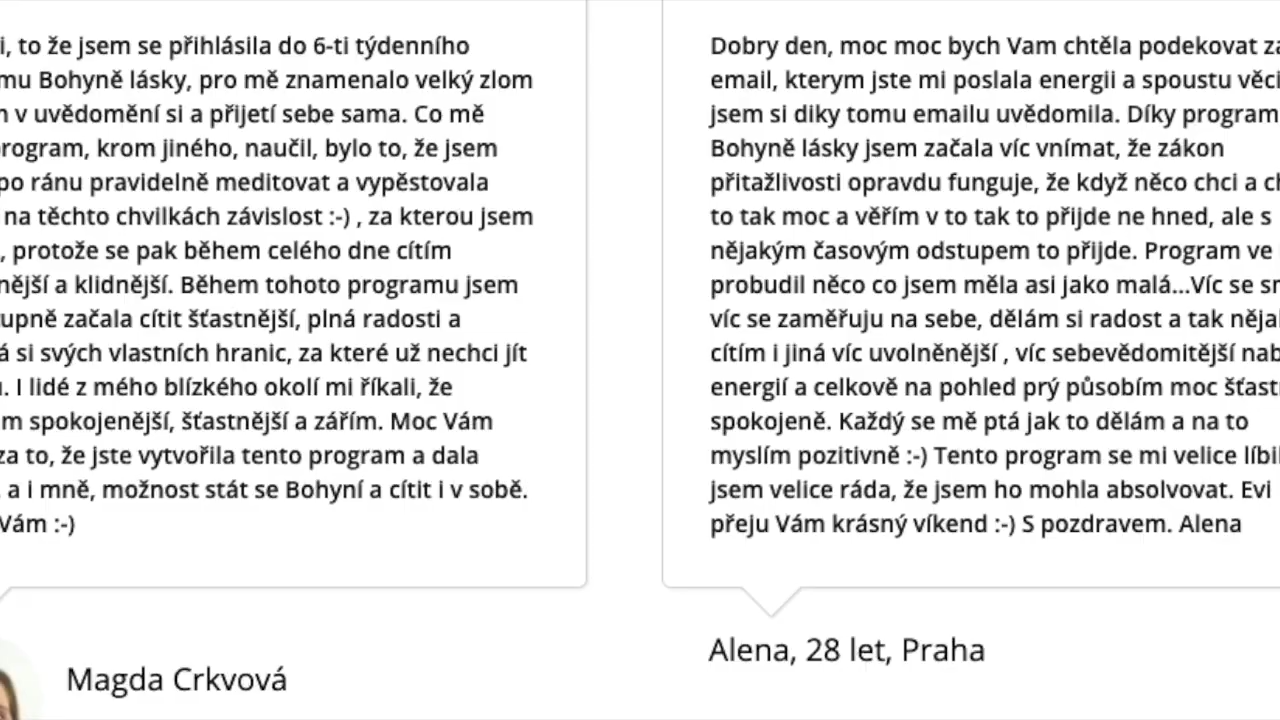 to že jsem se přihlásila do 6-ti týdenního
Bohyně lásky, pro mě znamenalo velký zlom
v uvědomění si a přijetí sebe sama. Co mě
krom jiného, naučil, bylo to, že jsem
po ránu pravidelně meditovat a vypěstovala
na těchto chvilkách závislost :-) , za kterou jsem
, protože se pak během celého dne cítím
a klidnější. Během tohoto programu jsem
začala cítit šťastnější, plná radosti a
si svých vlastních hranic, za které už nechci jít
. I lidé z mého blízkého okolí mi říkali, že
spokojenější, šťastnější a zářím. Moc Vám
za to, že jste vytvořila tento program a dala
a i mně, možnost stát se Bohyní a cítit i v sobě.
Vám :-)
Magda Crkvová
Dobry den, moc moc bych Vam chtěla podekovat
email, kterym jste mi poslala energii a spoustu věci
jsem si diky tomu emailu uvědomila. Díky program
Bohyně lásky jsem začala víc vnímat, že zákon
přitažlivosti opravdu funguje, že když něco chci a
to tak moc a věřím v to tak to přijde ne hned, ale s
nějakým časovým odstupem to přijde. Program ve
probudil něco co jsem měla asi jako malá...Víc se
víc se zaměřuju na sebe, dělám si radost a tak
cítím i jiná víc uvolněnější , víc sebevědomitější
energií a celkově na pohled prý působím moc
spokojeně. Každý se mě ptá jak to dělám a na to
myslím pozitivně :-) Tento program se mi velice
jsem velice ráda, že jsem ho mohla absolvovat. Evi
přeju Vám krásný víkend :-) S pozdravem. Alena
Alena, 28 let, Praha